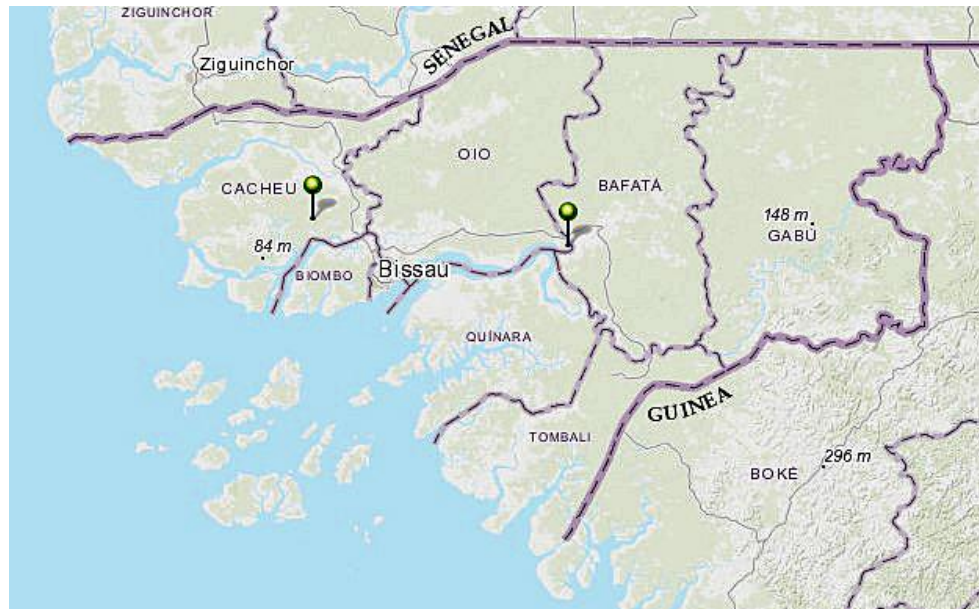 ZIGUINCHOR
Ziguinchor
SENEGAL
OIO
CACHEU
BAFATÁ
148 m
GABÚ
84 m
BIOMBO
Bissau
QUÍNARA
GUINEA
TOMBALI
296 m
BOKÉ